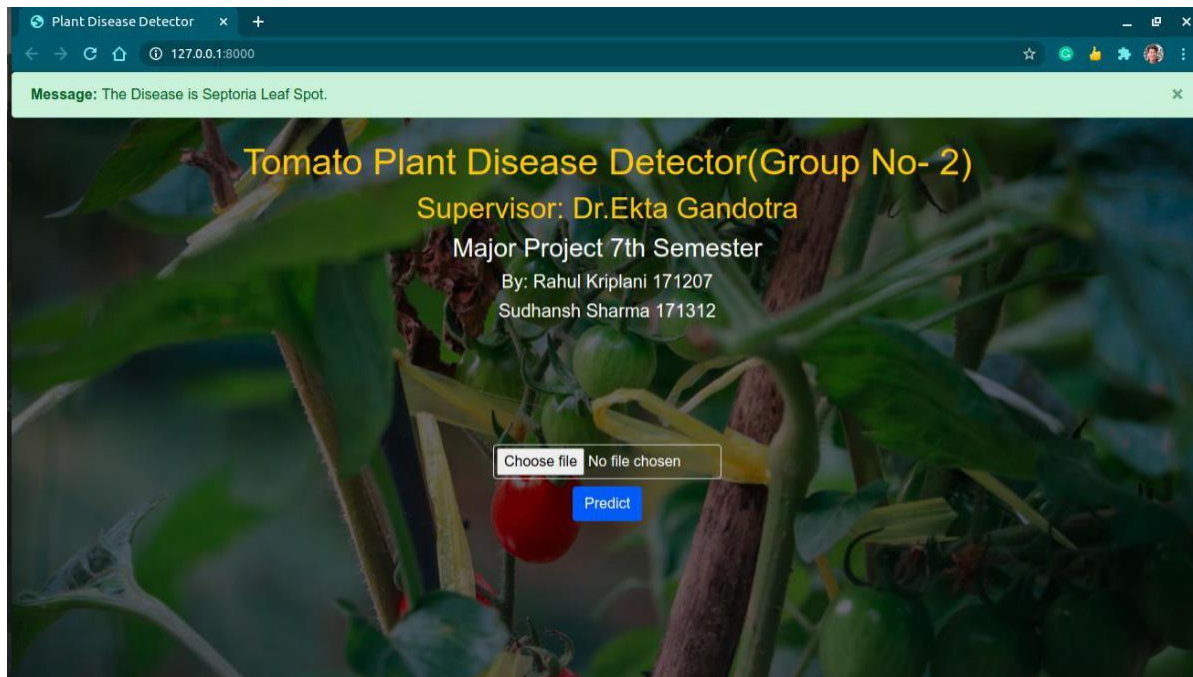 Plant Disease Detector × +
127.0.0.1:8000
Message: The Disease is Septoria Leaf Spot. ×
Tomato Plant Disease Detector(Group No- 2)
Supervisor: Dr.Ekta Gandotra
Major Project 7th Semester
By: Rahul Kriplani 171207
Sudhansh Sharma 171312
Choose file No file chosen
Predict